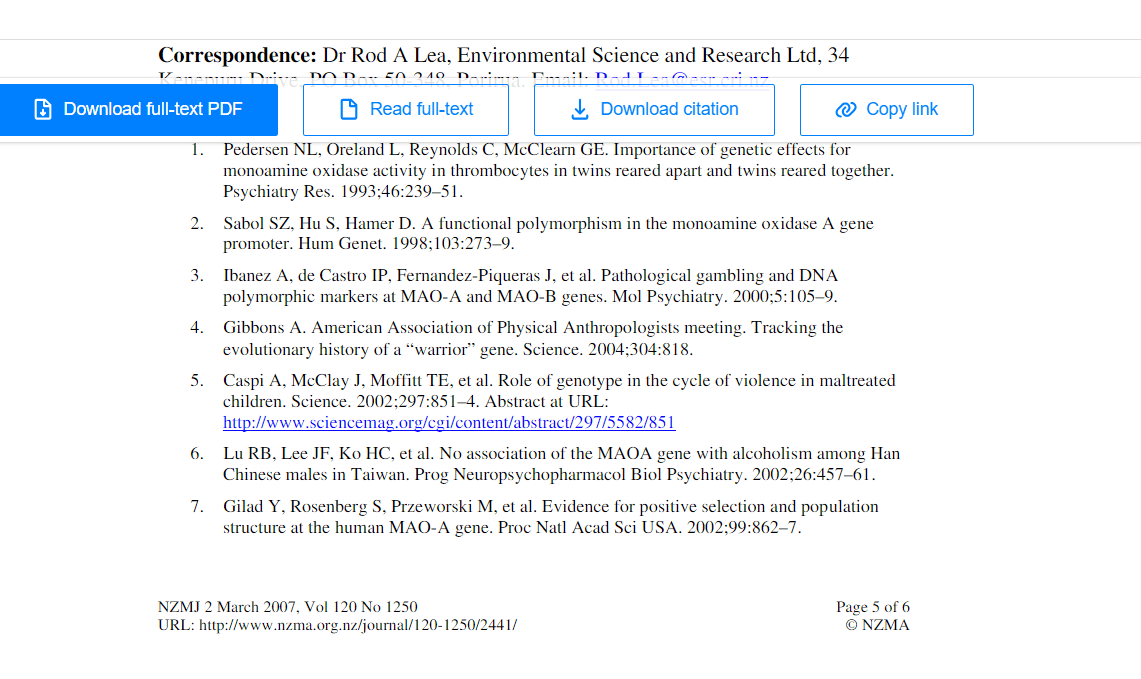 Correspondence: Dr Rod A Lea, Environmental Science and Research Ltd, 34
Kenepuru Drive, PO Box 50-348, Porirua. Email: Rod.Lea@esr.cri.nz
Download full-text PDF
Read full-text
Download citation
Copy link
1. Pedersen NL, Oreland L, Reynolds C, McClearn GE. Importance of genetic effects for
monoamine oxidase activity in thrombocytes in twins reared apart and twins reared together.
Psychiatry Res. 1993;46:239–51.
2. Sabol SZ, Hu S, Hamer D. A functional polymorphism in the monoamine oxidase A gene
promoter. Hum Genet. 1998;103:273–9.
3. Ibanez A, de Castro IP, Fernandez-Piqueras J, et al. Pathological gambling and DNA
polymorphic markers at MAO-A and MAO-B genes. Mol Psychiatry. 2000;5:105–9.
4. Gibbons A. American Association of Physical Anthropologists meeting. Tracking the
evolutionary history of a “warrior” gene. Science. 2004;304:818.
5. Caspi A, McClay J, Moffitt TE, et al. Role of genotype in the cycle of violence in maltreated
children. Science. 2002;297:851–4. Abstract at URL:
http://www.sciencemag.org/cgi/content/abstract/297/5582/851
6. Lu RB, Lee JF, Ko HC, et al. No association of the MAOA gene with alcoholism among Han
Chinese males in Taiwan. Prog Neuropsychopharmacol Biol Psychiatry. 2002;26:457–61.
7. Gilad Y, Rosenberg S, Przeworski M, et al. Evidence for positive selection and population
structure at the human MAO-A gene. Proc Natl Acad Sci USA. 2002;99:862–7.
NZMJ 2 March 2007, Vol 120 No 1250
Page 5 of 6
URL: http://www.nzma.org.nz/journal/120-1250/2441/
© NZMA